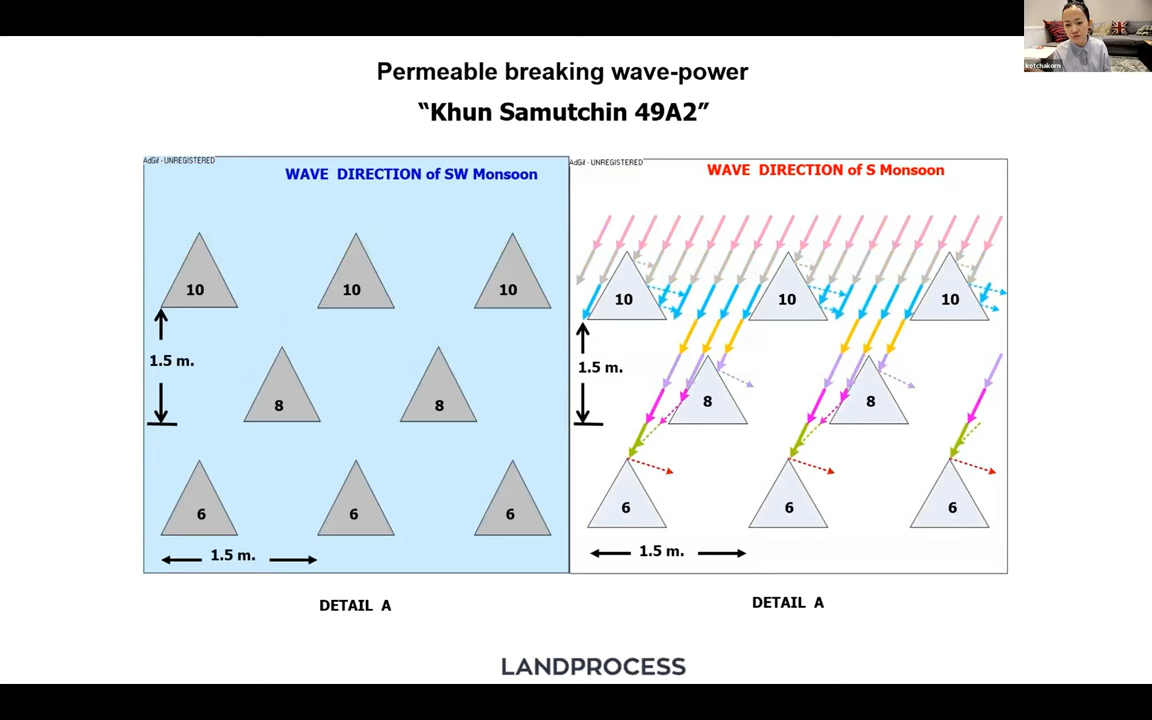 kotchakorn
Permeable breaking wave-power
“Khun Samutchin 49A2”
AdGif - UNREGISTERED
WAVE DIRECTION of SW Monsoon
10
10
10
1.5 m.
8
8
6
6
6
1.5 m.
DETAIL A
AdGif - UNREGISTERED
WAVE DIRECTION of S Monsoon
10
10
10
1.5 m.
8
8
6
6
6
1.5 m.
DETAIL A
LANDPROCESS